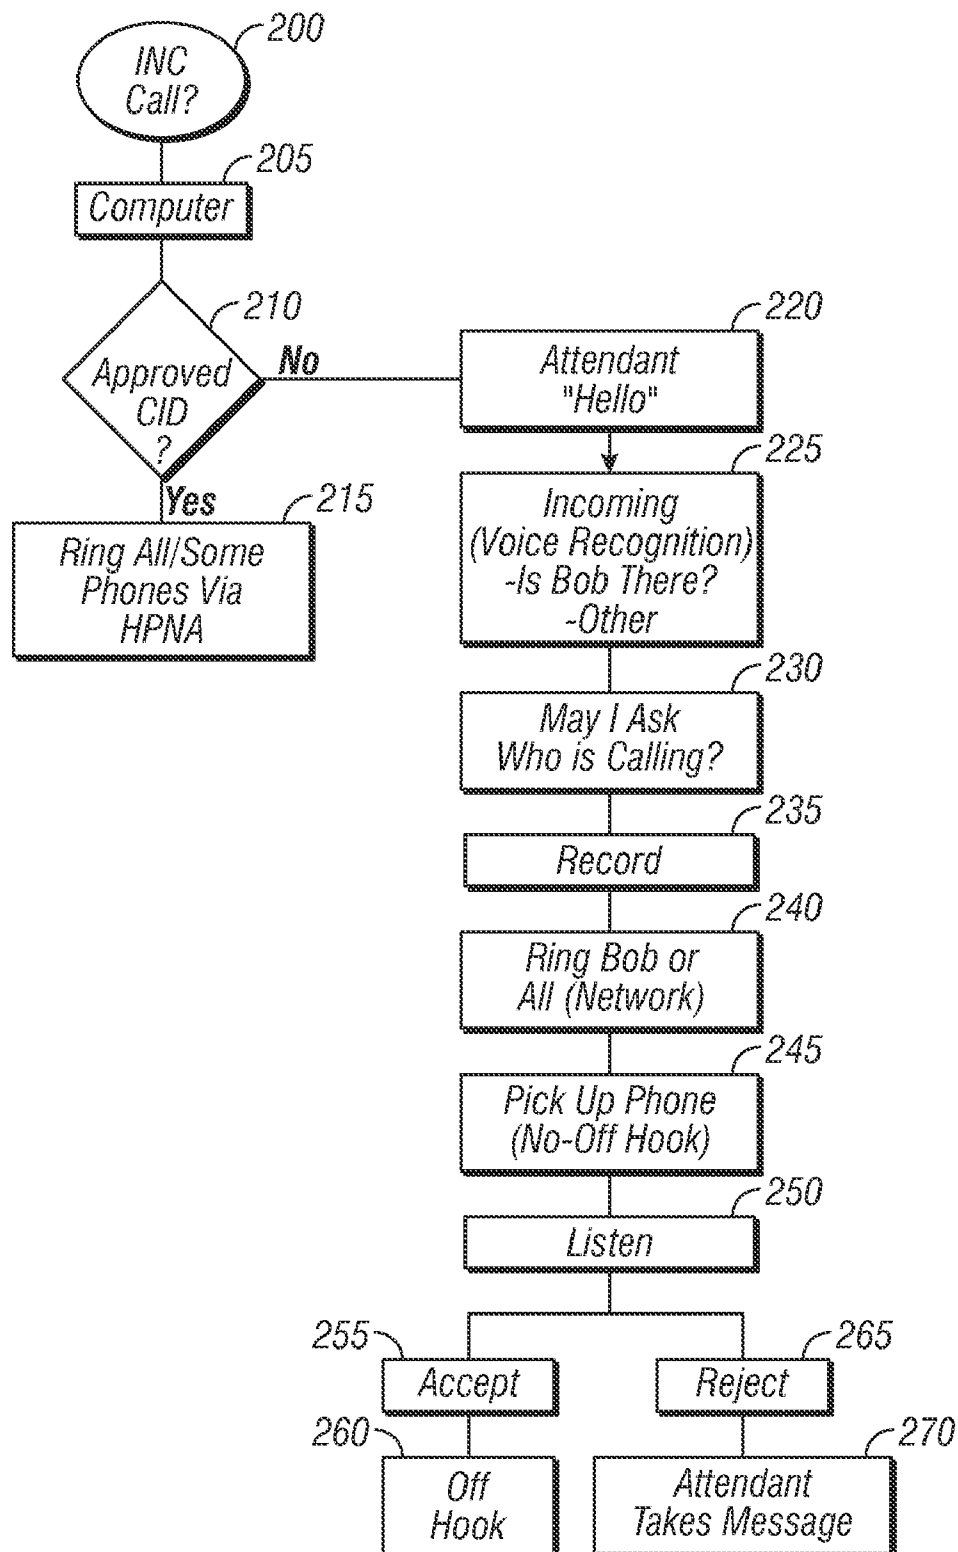 200
INC
Call?
205
Computer
210
Approved
CID
?
No
Yes
215
Ring All/Some
Phones Via
HPNA
220
Attendant
"Hello"
225
Incoming
(Voice Recognition)
-Is Bob There?
-Other
230
May I Ask
Who is Calling?
235
Record
240
Ring Bob or
All (Network)
245
Pick Up Phone
(No-Off Hook)
250
Listen
255
Accept
260
Off
Hook
265
Reject
270
Attendant
Takes Message